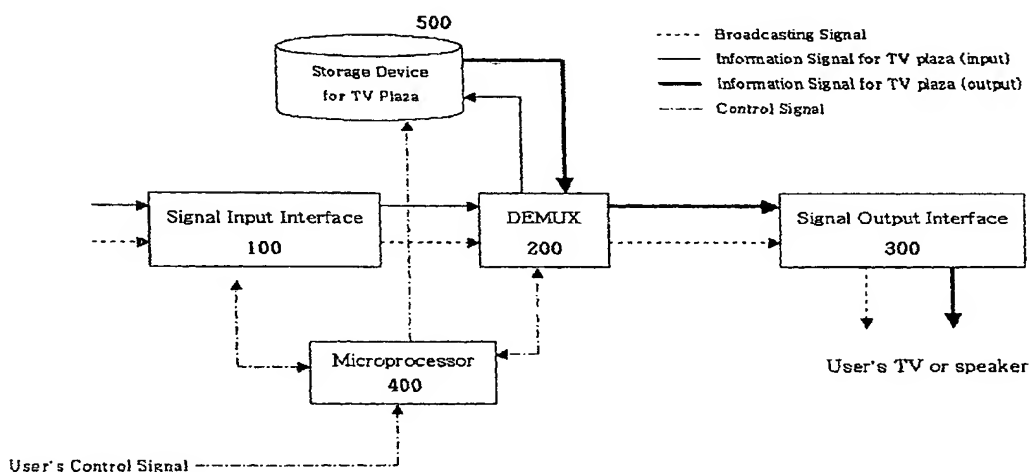 500
Storage Device
for TV Plaza
Broadcasting Signal
Information Signal for TV plaza (input)
Information Signal for TV plaza (output)
Control Signal
Signal Input Interface
100
DEMUX
200
Signal Output Interface
300
Microprocessor
400
User's TV or speaker
User's Control Signal